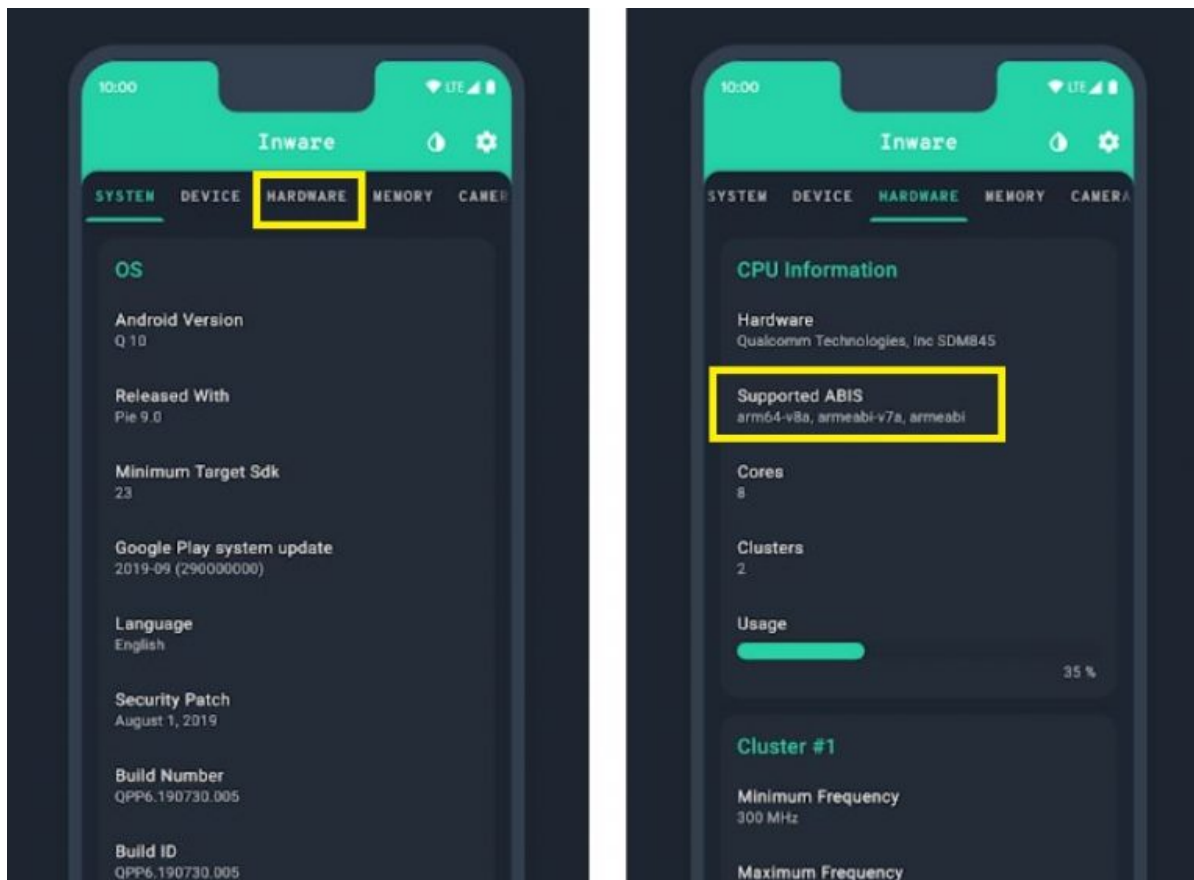 10:00
LTE
Inware
SYSTEM DEVICE HARDWARE MEMORY CAMER
OS
Android Version
Q 10
Released With
Pie 9.0
Minimum Target Sdk
23
Google Play system update
2019-09 (290000000)
Language
English
Security Patch
August 1, 2019
Build Number
QPP6.190730.005
Build ID
QPP6.190730.005
10:00
LTE
Inware
SYSTEM DEVICE HARDWARE MEMORY CAMERA
CPU Information
Hardware
Qualcomm Technologies, Inc SDM845
Supported ABIS
arm64-v8a, armeabi-v7a, armeabi
Cores
8
Clusters
2
Usage
35 %
Cluster #1
Minimum Frequency
300 MHz
Maximum Frequency